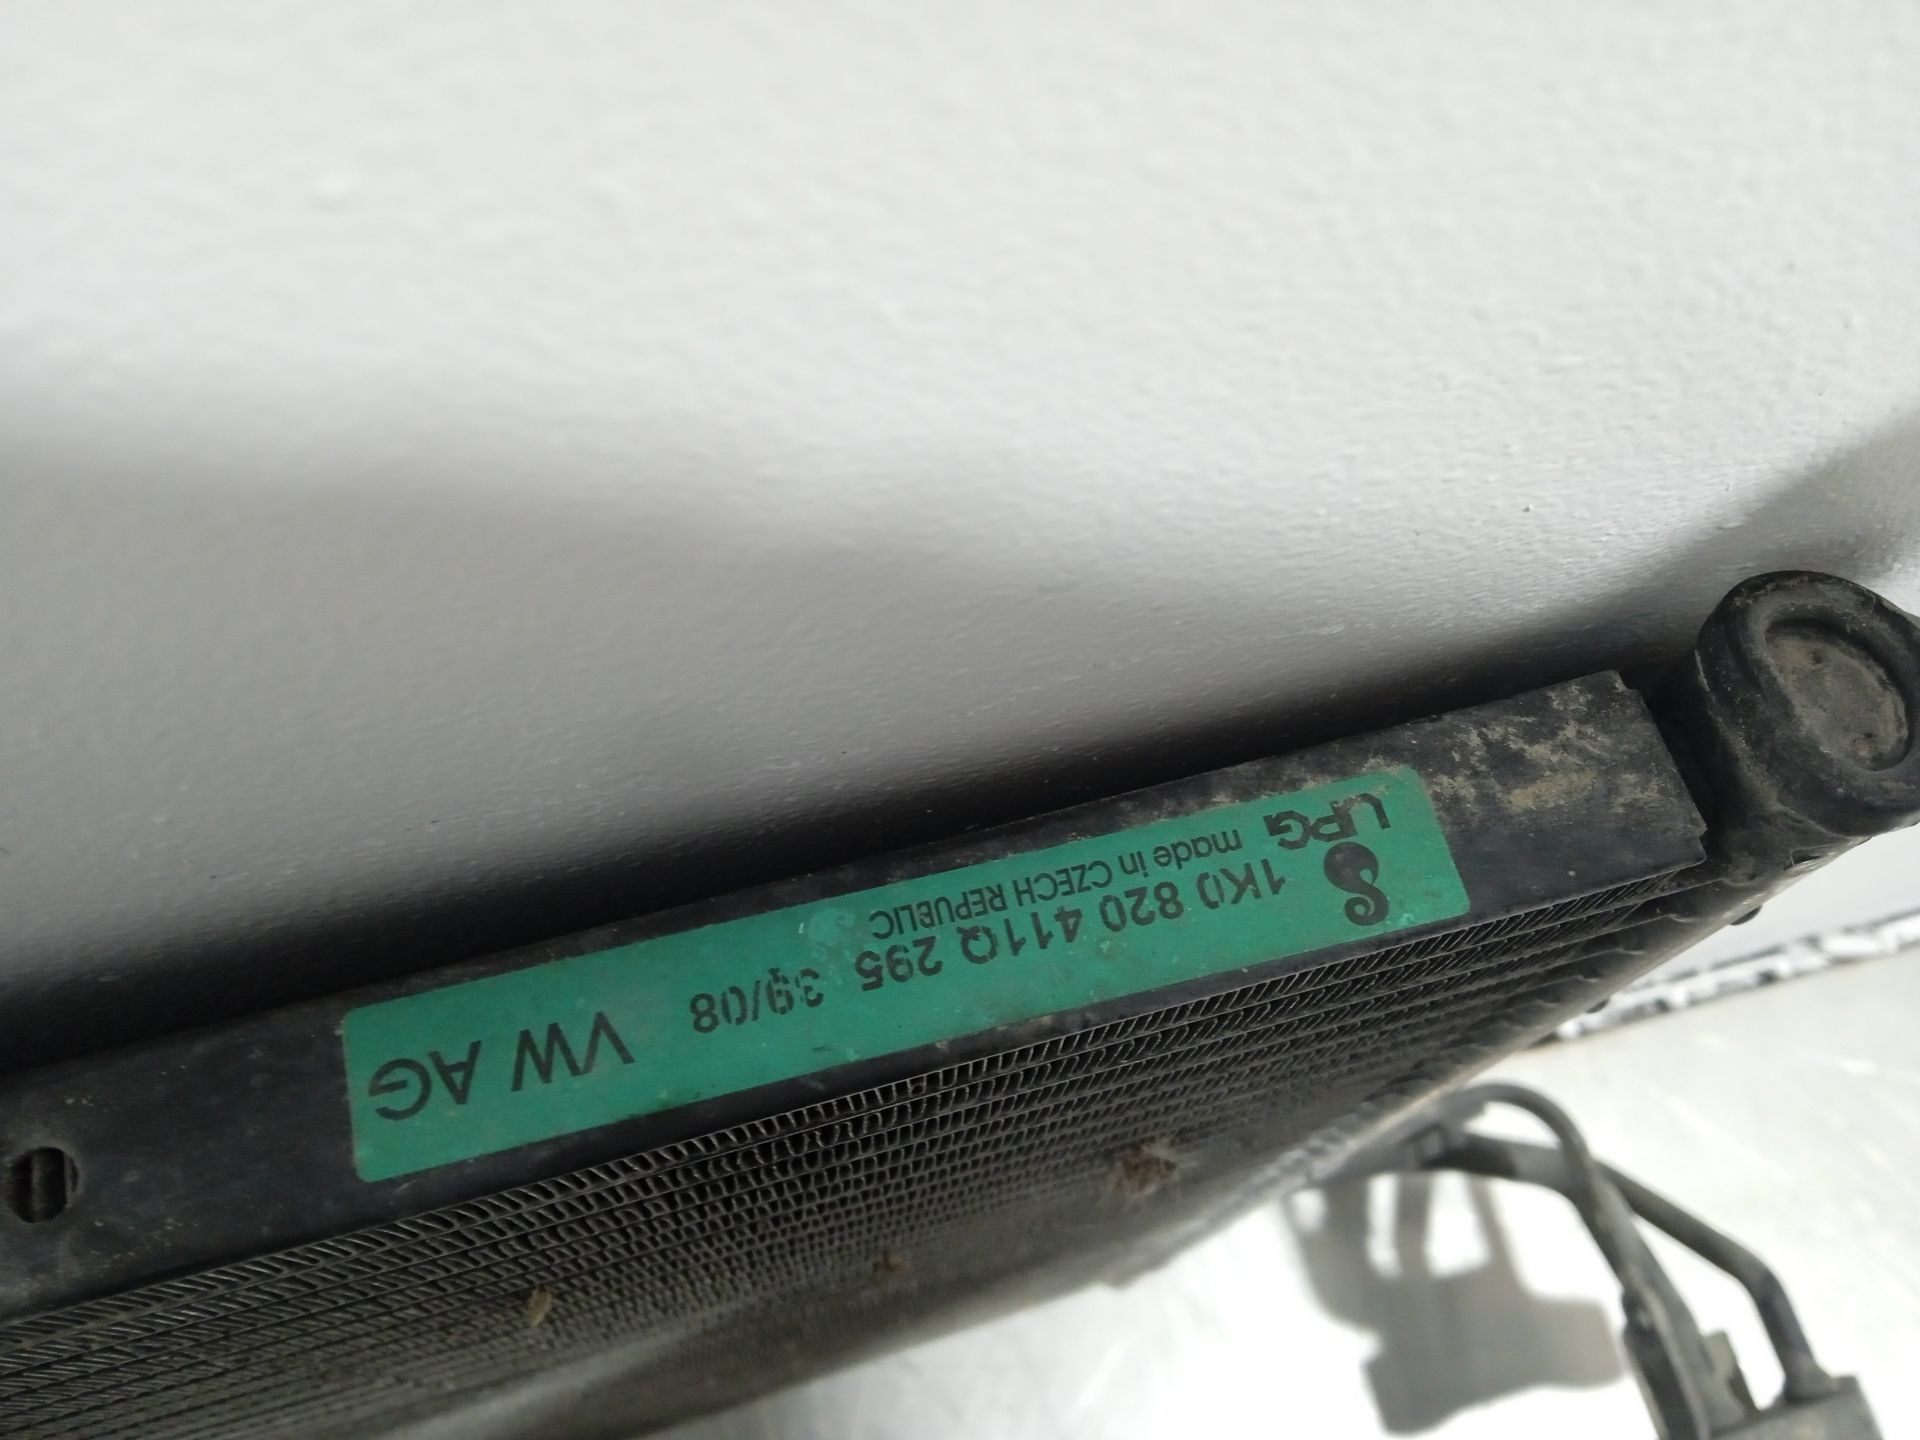 VW AG
1K0 820 411Q 295 39/08
UPG made in CZECH REPUBLIC